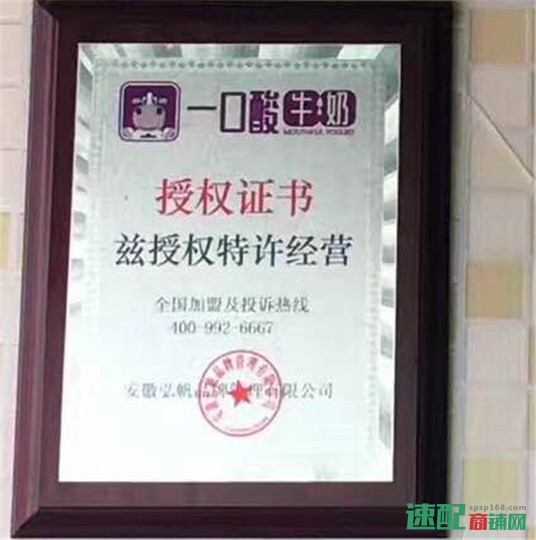 一口酸牛奶
MOUTHFUL YOGURT
授权证书
兹授权特许经营
全国加盟及投诉热线
400-992-6667
安徽弘帆品牌管理有限公司
速配商铺网
spsp168.com